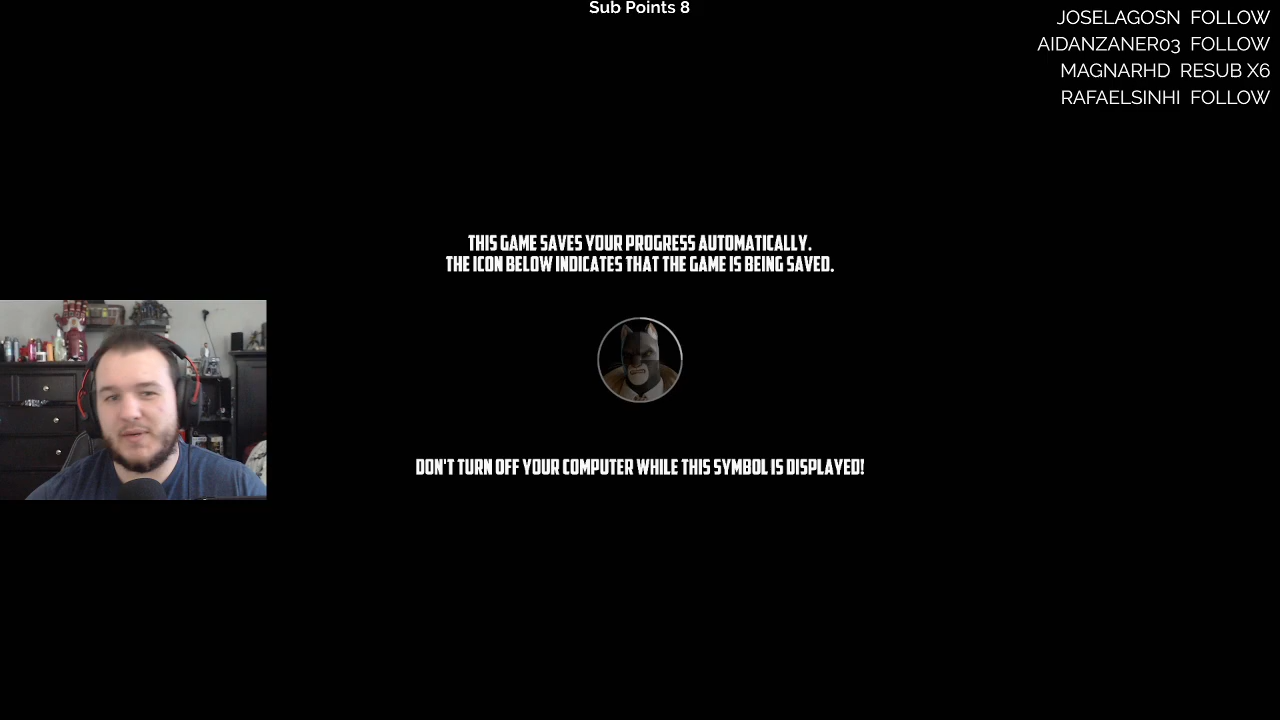 Sub Points 8
JOSELAGOSN FOLLOW
AIDANZANER03 FOLLOW
MAGNARHD RESUB X6
RAFAELSINHI FOLLOW
THIS GAME SAVES YOUR PROGRESS AUTOMATICALLY.
THE ICON BELOW INDICATES THAT THE GAME IS BEING SAVED.
DON'T TURN OFF YOUR COMPUTER WHILE THIS SYMBOL IS DISPLAYED!